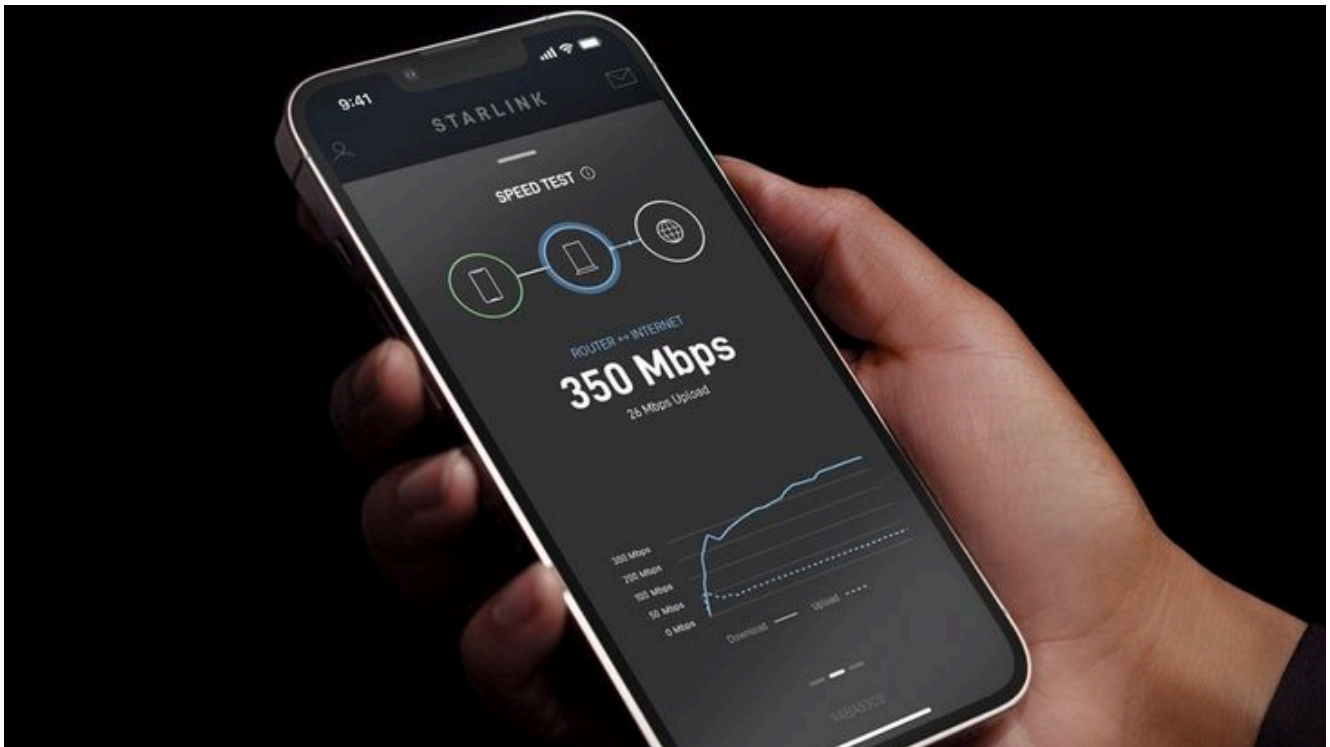 9:41
STARLINK
SPEED TEST
ROUTER ↔ INTERNET
350 Mbps
26 Mbps Upload
300 Mbps
200 Mbps
100 Mbps
50 Mbps
0 Mbps
Download
Upload